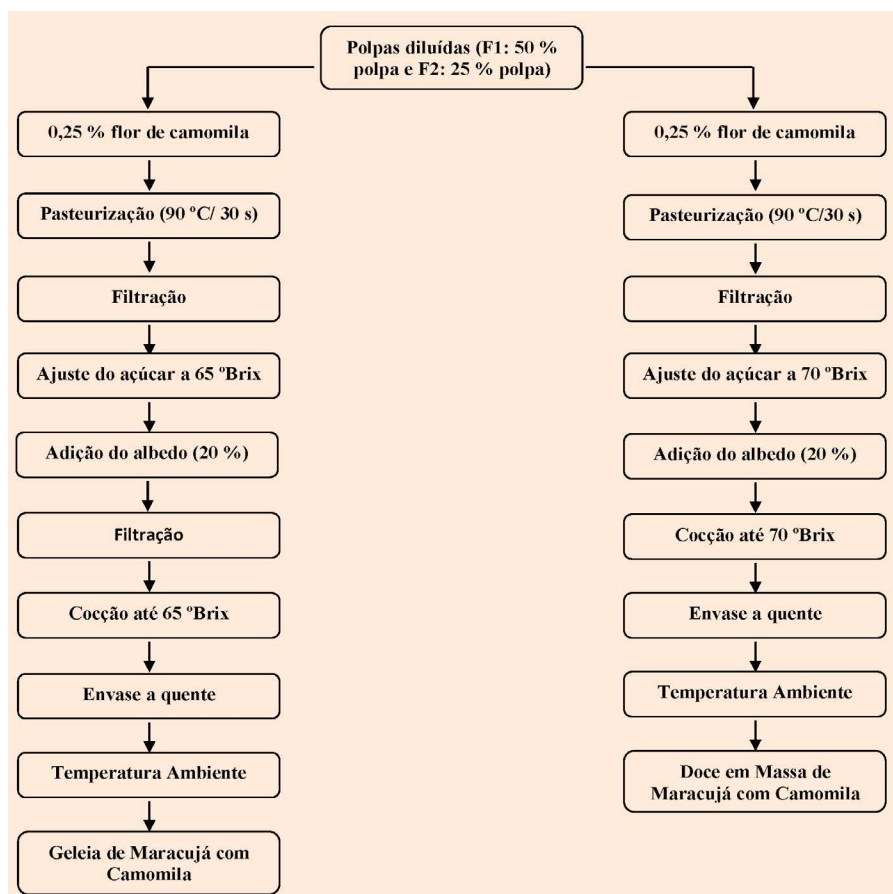 Polpas diluídas (F1: 50 %
polpa e F2: 25 % polpa)
0,25 % flor de camomila
Pasteurização (90 ºC/ 30 s)
Filtração
Ajuste do açúcar a 65 ºBrix
Adição do albedo (20 %)
Filtração
Cocção até 65 ºBrix
Envase a quente
Temperatura Ambiente
Geleia de Maracujá com
Camomila
0,25 % flor de camomila
Pasteurização (90 ºC/30 s)
Filtração
Ajuste do açúcar a 70 ºBrix
Adição do albedo (20 %)
Cocção até 70 ºBrix
Envase a quente
Temperatura Ambiente
Doce em Massa de
Maracujá com Camomila